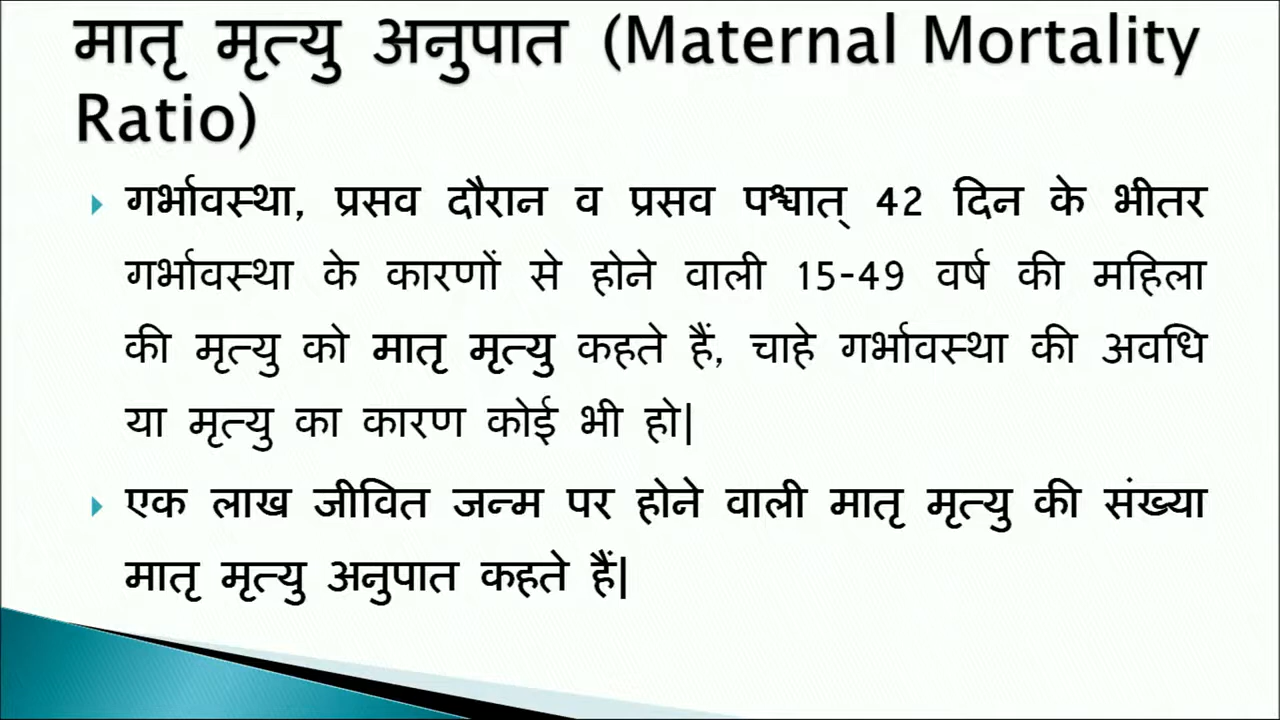 मातृ मृत्यु अनुपात (Maternal Mortality
Ratio)
गर्भावस्था, प्रसव दौरान व प्रसव पश्चात् 42 दिन के भीतर
गर्भावस्था के कारणों से होने वाली 15-49 वर्ष की महिला
की मृत्यु को मातृ मृत्यु कहते हैं, चाहे गर्भावस्था की अवधि
या मृत्यु का कारण कोई भी हो|
एक लाख जीवित जन्म पर होने वाली मातृ मृत्यु की संख्या
मातृ मृत्यु अनुपात कहते हैं|